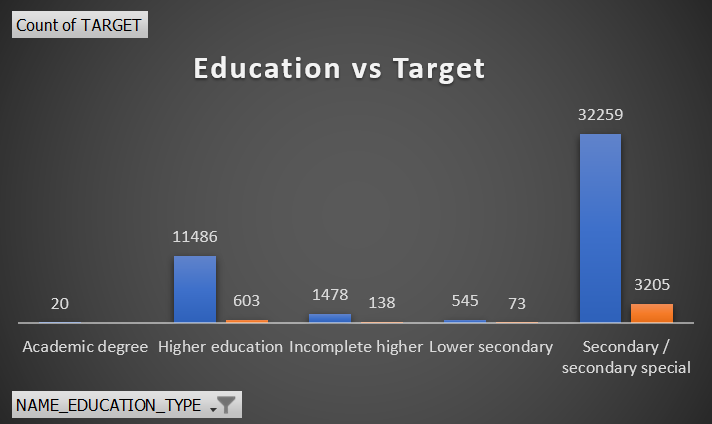 Count of TARGET
Education vs Target
32259
11486
3205
20
603
1478
138
545
73
Academic degree
Higher education
Incomplete higher
Lower secondary
Secondary /
secondary special
NAME_EDUCATION_TYPE